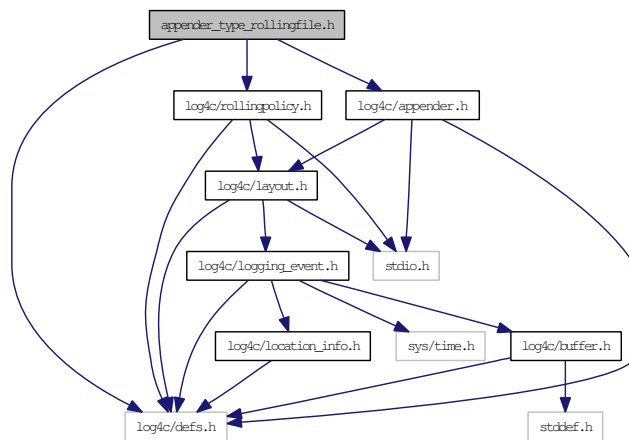 appender_type_rollingfile.h
log4c/rollingpolicy.h
log4c/appender.h
log4c/layout.h
log4c/logging_event.h
stdio.h
log4c/location_info.h
sys/time.h
log4c/buffer.h
log4c/defs.h
stddef.h